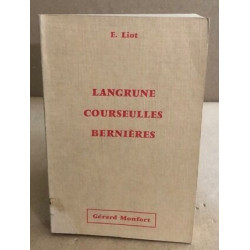 E. Liot
LANGRUNE
COURSEULLES
BERNIÈRES
Gérard Monfort